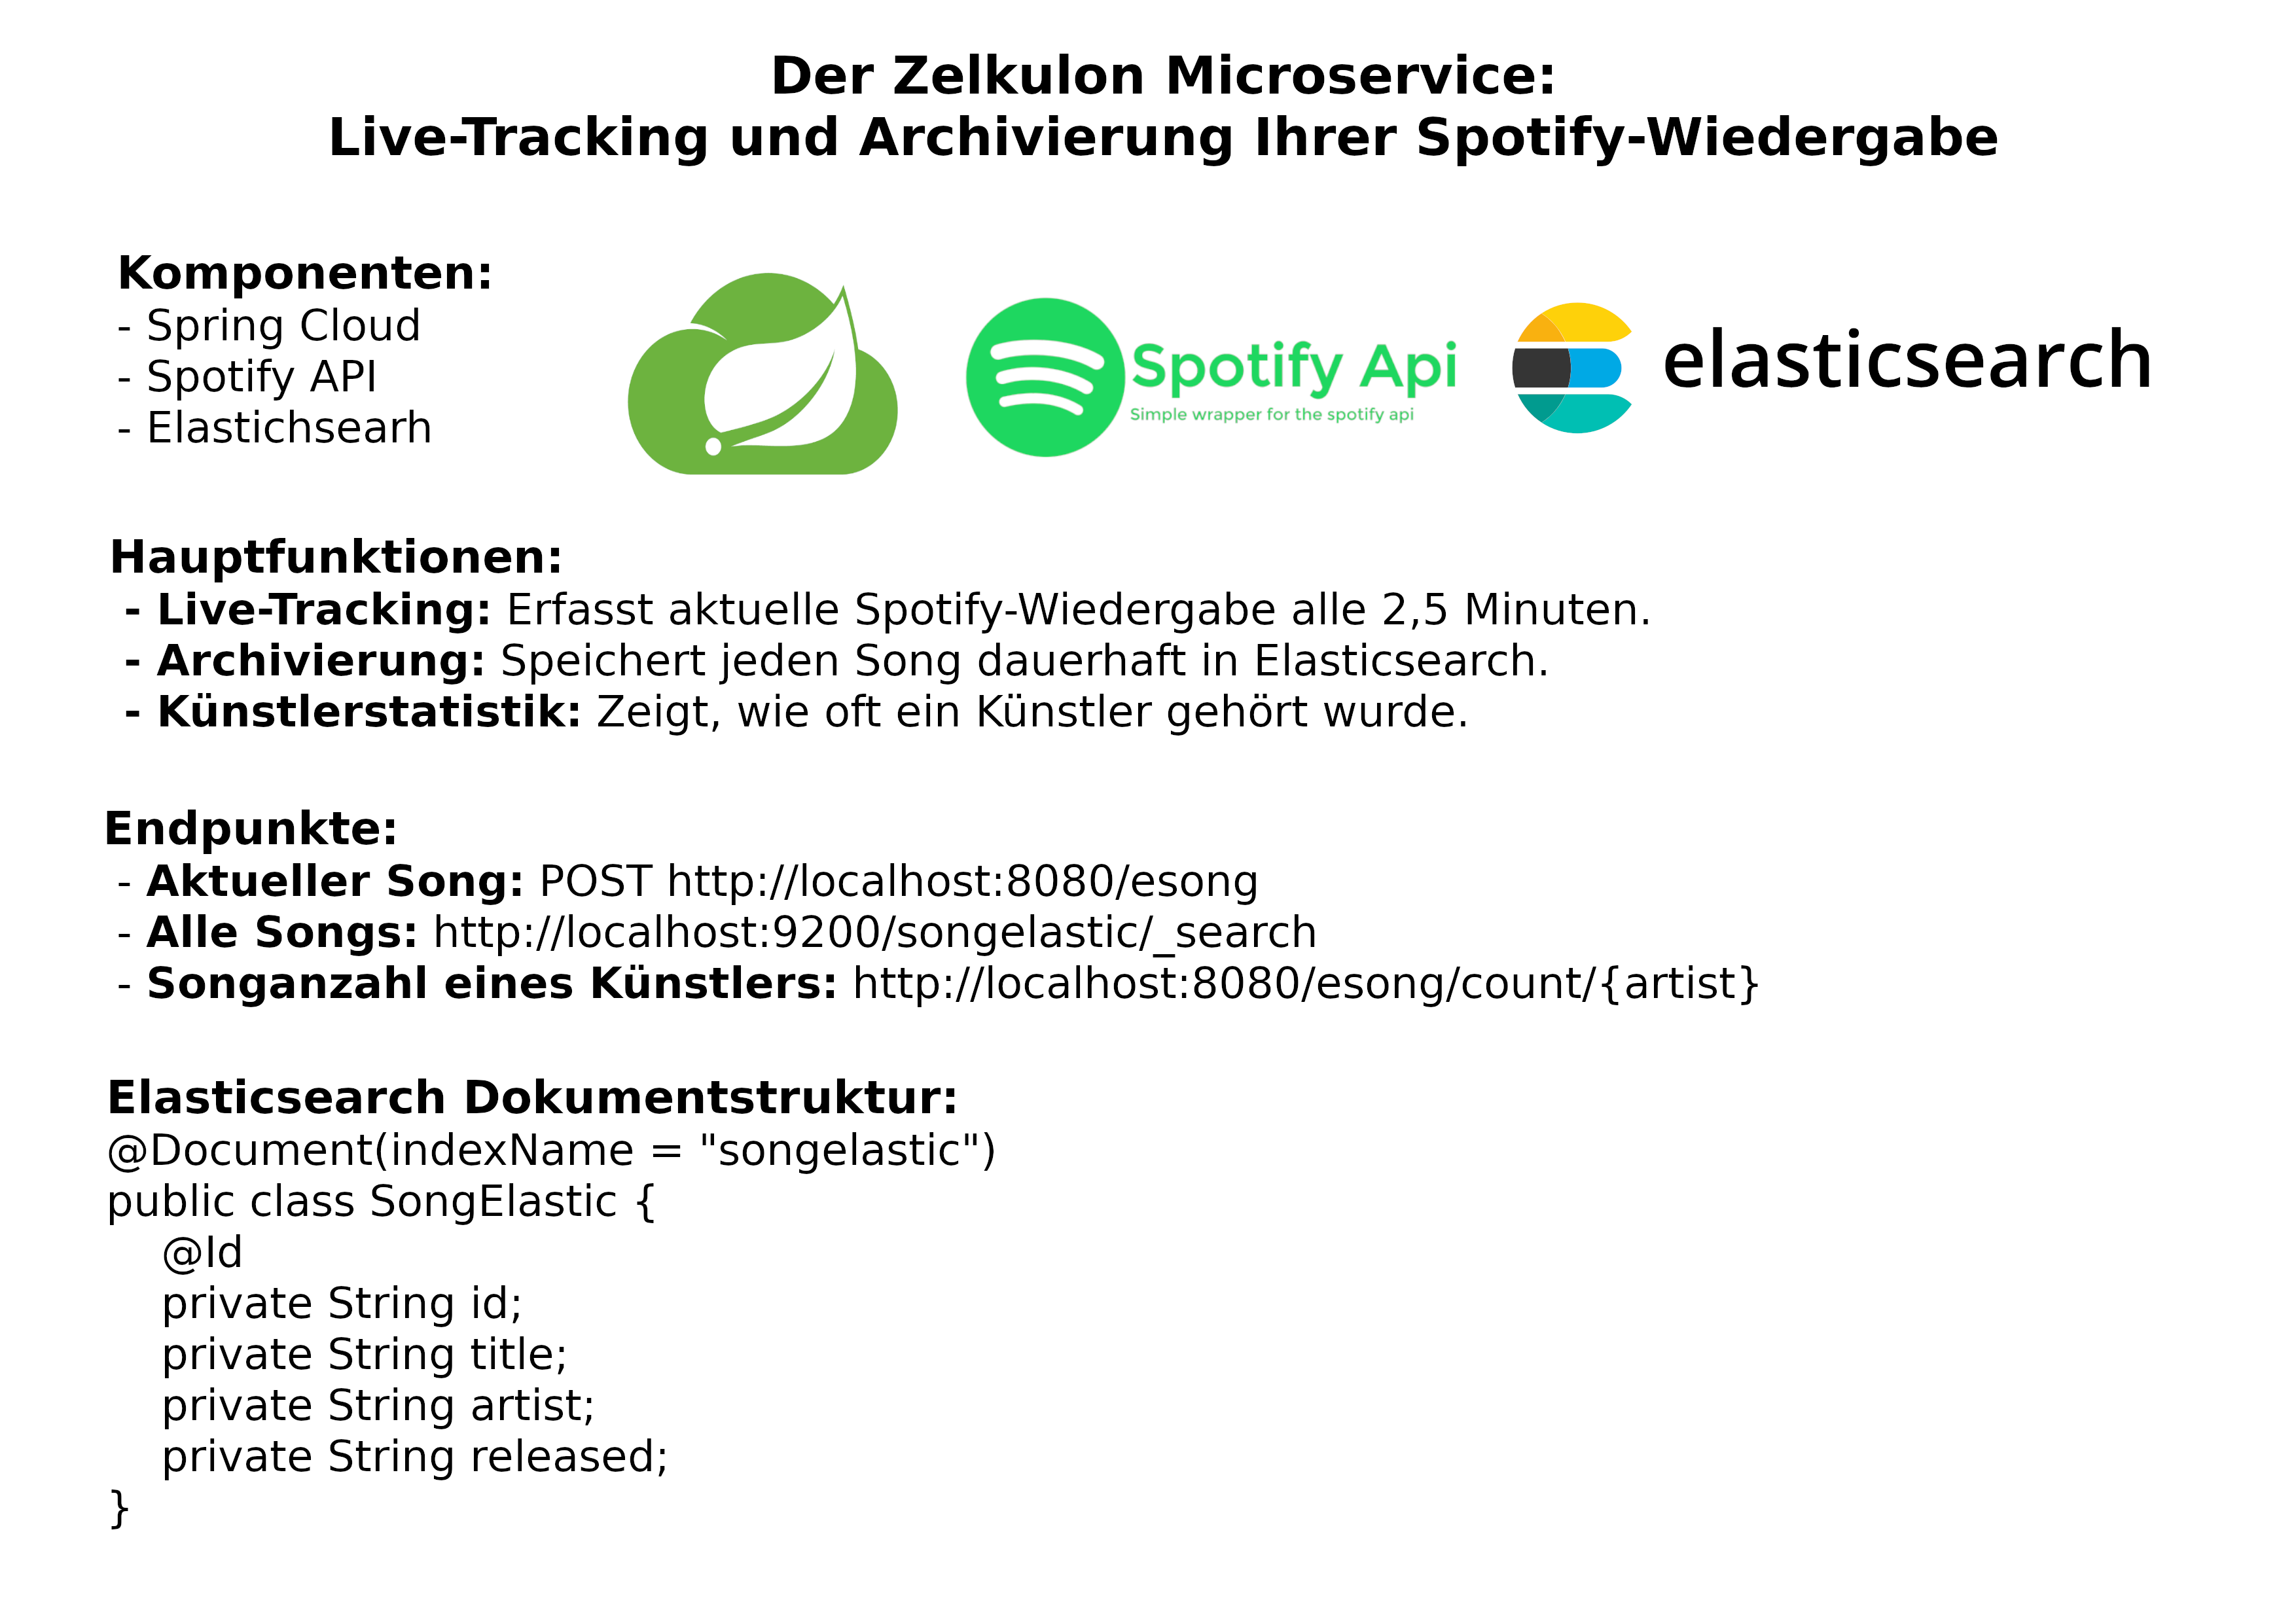 Der Zelkulon Microservice:
Live-Tracking und Archivierung Ihrer Spotify-Wiedergabe
Komponenten:
- Spring Cloud
- Spotify API
- Elastichsearh
Spotify Api
Simple wrapper for the spotify api
elasticsearch
Hauptfunktionen:
- Live-Tracking: Erfasst aktuelle Spotify-Wiedergabe alle 2,5 Minuten.
- Archivierung: Speichert jeden Song dauerhaft in Elasticsearch.
- Künstlerstatistik: Zeigt, wie oft ein Künstler gehört wurde.
Endpunkte:
- Aktueller Song: POST http://localhost:8080/esong
- Alle Songs: http://localhost:9200/songelastic/_search
- Songanzahl eines Künstlers: http://localhost:8080/esong/count/{artist}
Elasticsearch Dokumentstruktur:
@Document(indexName = "songelastic")
public class SongElastic {
@Id
private String id;
private String title;
private String artist;
private String released;
}